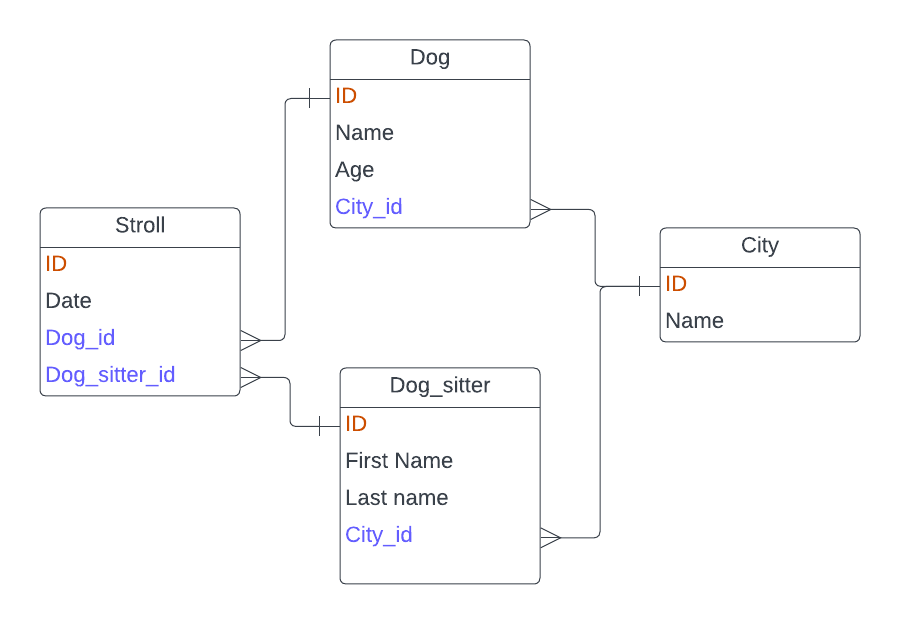 Dog
ID
Name
Age
City_id
Stroll
ID
Date
Dog_id
Dog_sitter_id
City
ID
Name
Dog_sitter
ID
First Name
Last name
City_id